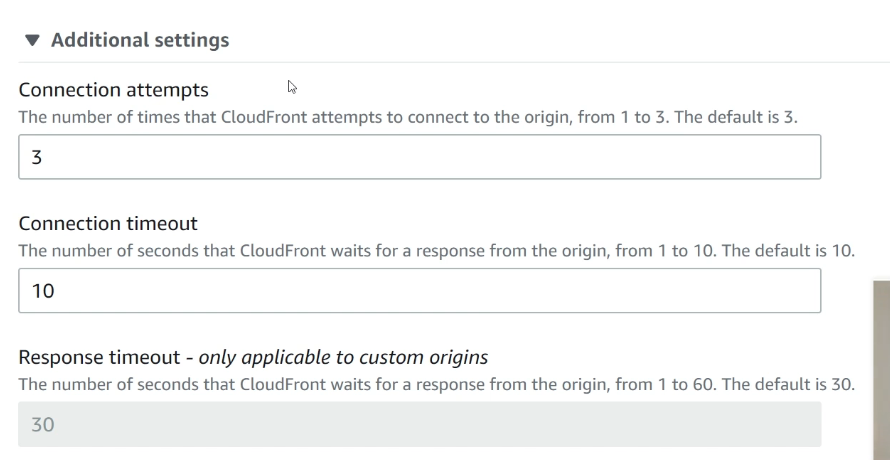 Additional settings
Connection attempts
The number of times that CloudFront attempts to connect to the origin, from 1 to 3. The default is 3.
3
Connection timeout
The number of seconds that CloudFront waits for a response from the origin, from 1 to 10. The default is 10.
10
Response timeout - only applicable to custom origins
The number of seconds that CloudFront waits for a response from the origin, from 1 to 60. The default is 30.
30